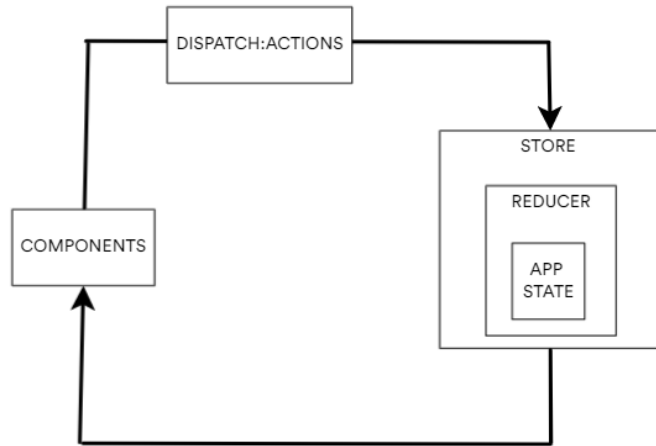 DISPATCH:ACTIONS
STORE
REDUCER
COMPONENTS
APP
STATE